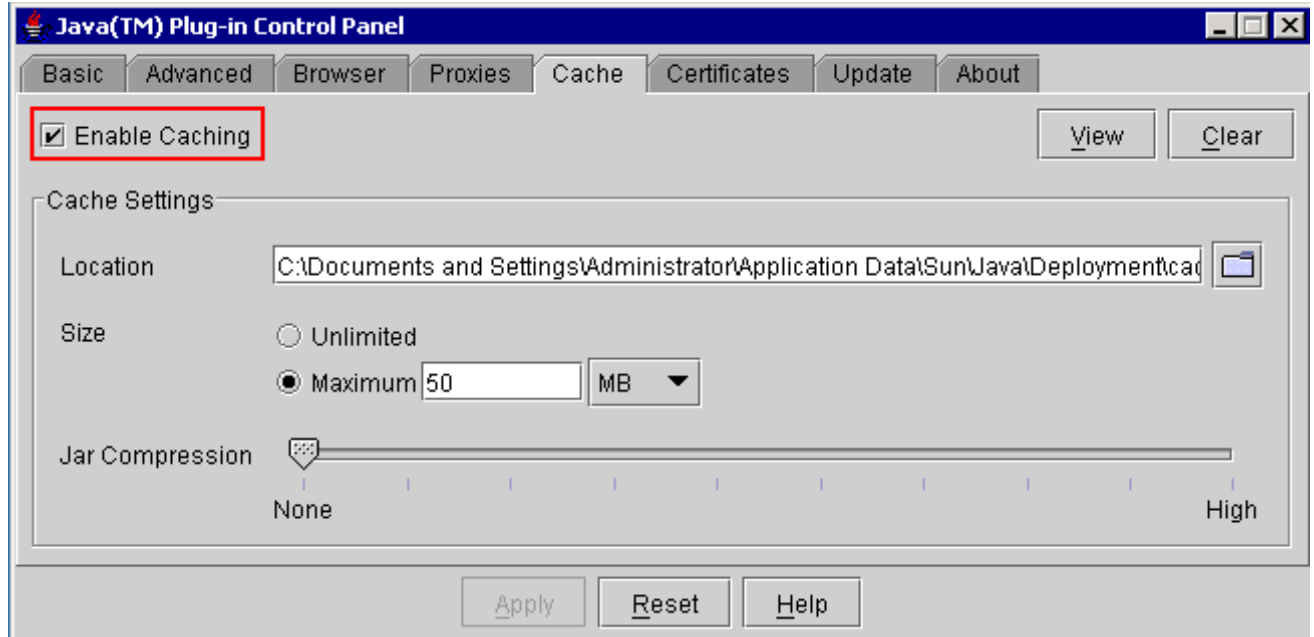 Java(TM) Plug-in Control Panel
Basic Advanced Browser Proxies Cache Certificates Update About
Enable Caching View Clear
Cache Settings
Location C:\Documents and Settings\Administrator\Application Data\Sun\Java\Deployment\cac
Size Unlimited
Maximum 50 MB
Jar Compression
None High
Apply Reset Help